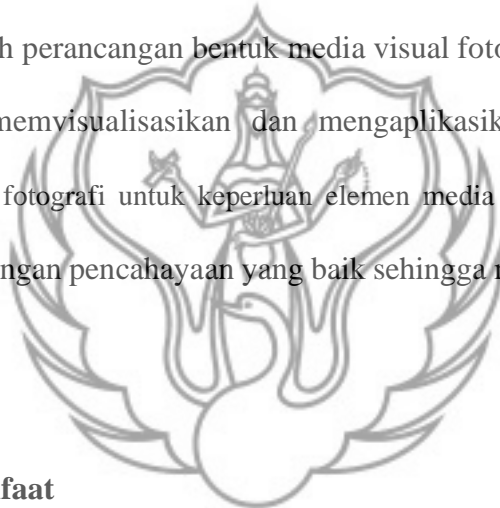 h perancangan bentuk media visual foto
memvisualisasikan dan mengaplikasik
fotografi untuk keperluan elemen media
ngan pencahayaan yang baik sehingga
faat